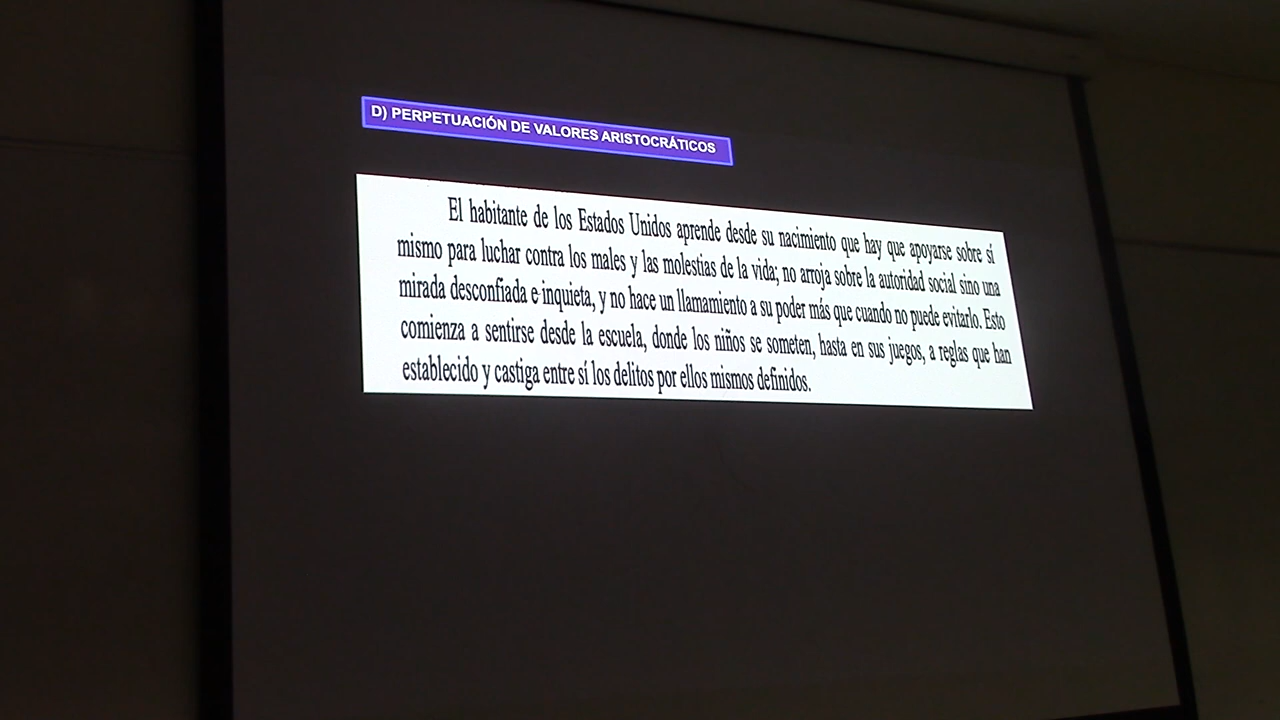 D) PERPETUACIÓN DE VALORES ARISTOCRÁTICOS
El habitante de los Estados Unidos aprende desde su nacimiento que hay que apoyarse sobre sí
mismo para luchar contra los males y las molestias de la vida; no arroja sobre la autoridad social sino una
mirada desconfiada e inquieta, y no hace un llamamiento a su poder más que cuando no puede evitarlo. Esto
comienza a sentirse desde la escuela, donde los niños se someten, hasta en sus juegos, a reglas que han
establecido y castiga entre sí los delitos por ellos mismos definidos.